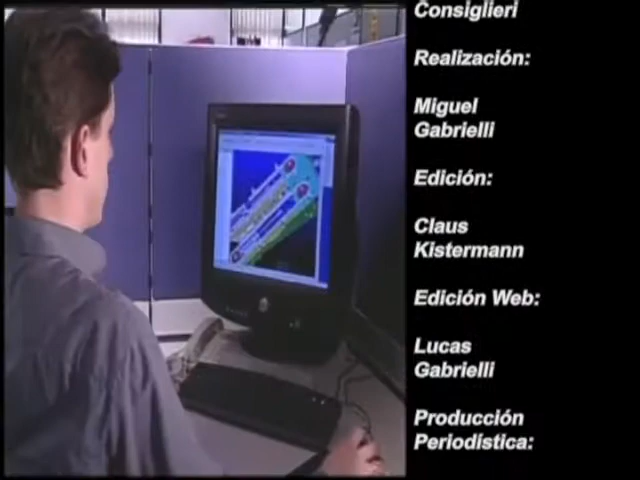 Consiglieri
Realización:
Miguel
Gabrielli
Edición:
Claus
Kistermann
Edición Web:
Lucas
Gabrielli
Producción
Periodística: